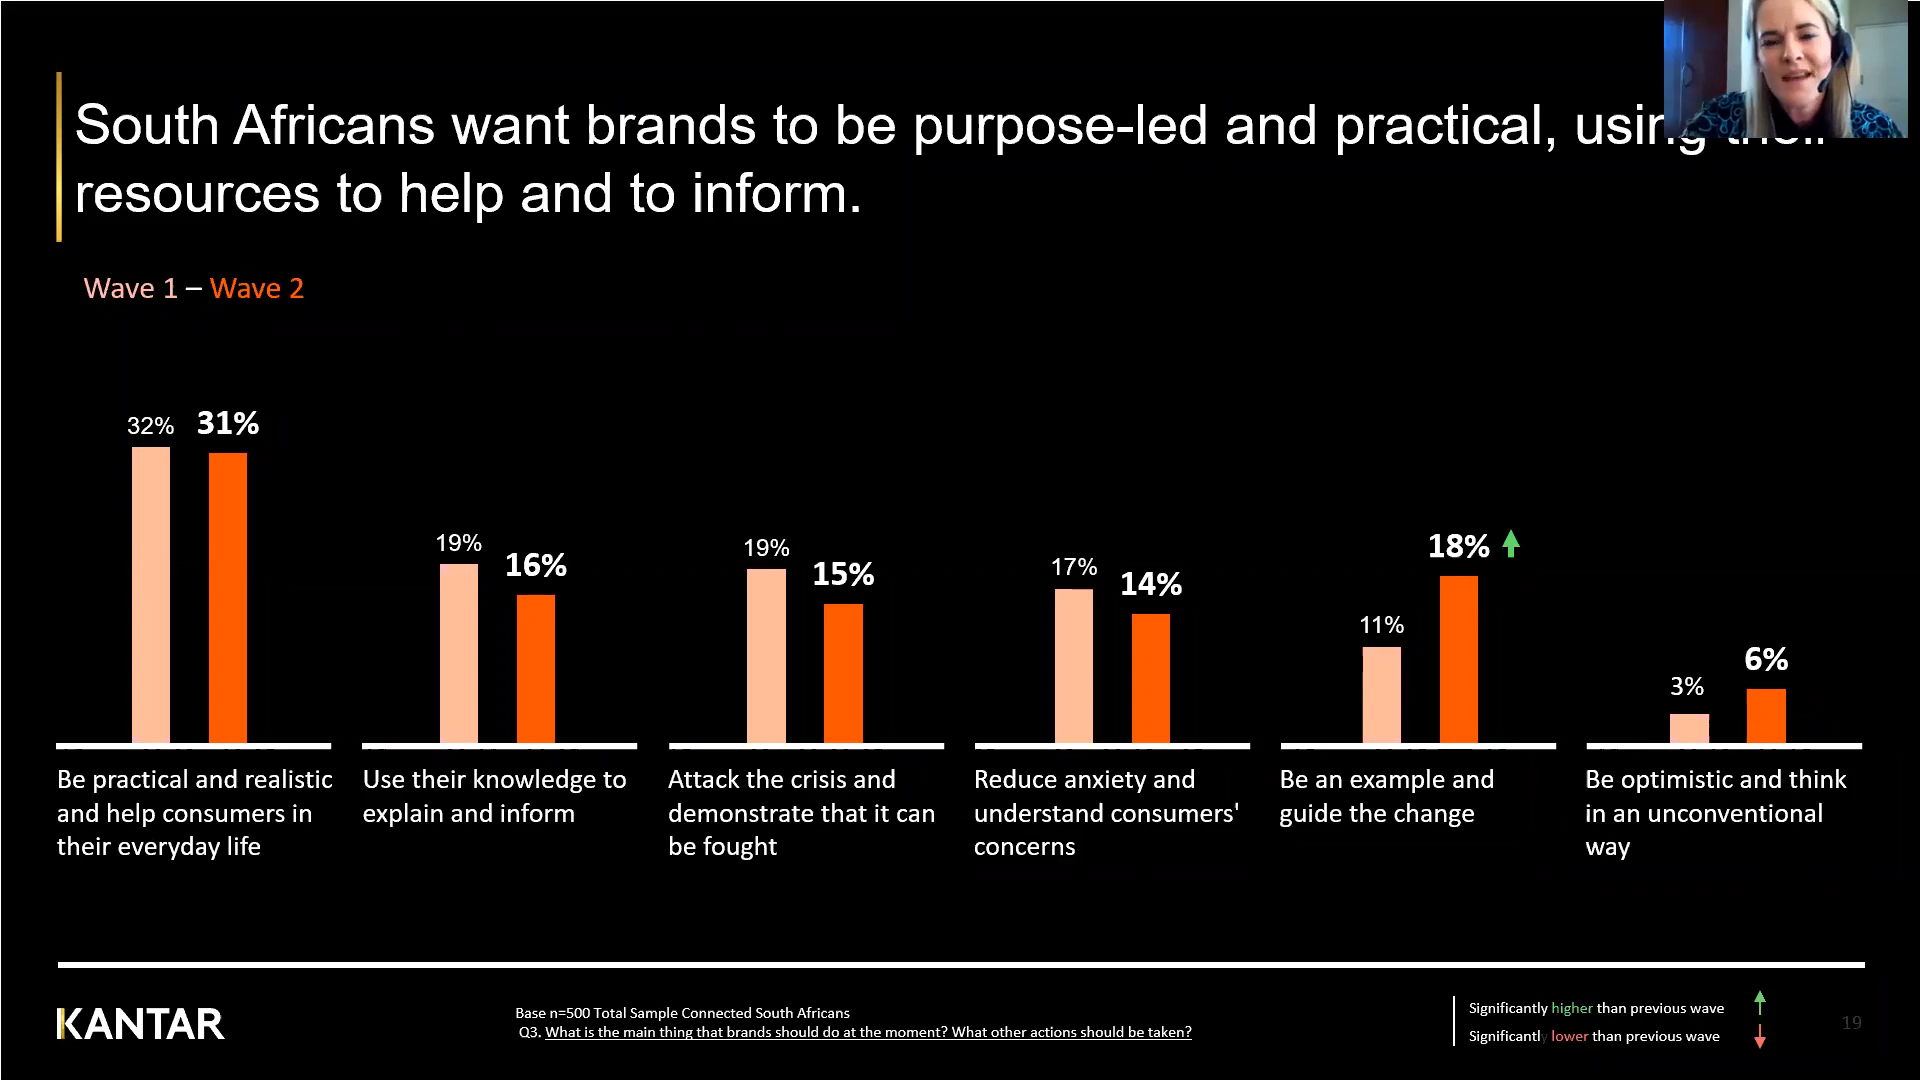 South Africans want brands to be purpose-led and practical, using their
resources to help and to inform.
Wave 1 – Wave 2
32% 31%
19% 16%
19% 15%
17% 14%
11% 18%
3% 6%
Be practical and realistic
and help consumers in
their everyday life
Use their knowledge to
explain and inform
Attack the crisis and
demonstrate that it can
be fought
Reduce anxiety and
understand consumers'
concerns
Be an example and
guide the change
Be optimistic and think
in an unconventional
way
KANTAR
Base n=500 Total Sample Connected South Africans
Q3. What is the main thing that brands should do at the moment? What other actions should be taken?
Significantly higher than previous wave
Significantly lower than previous wave
19